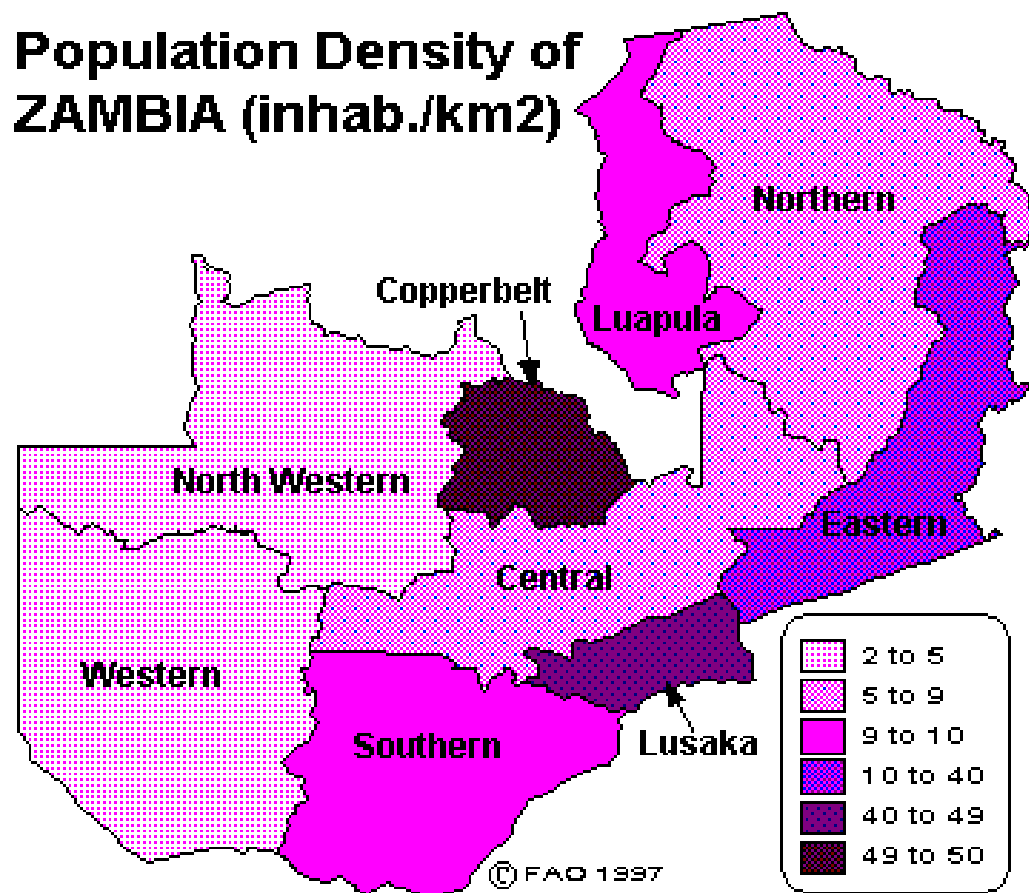 Population Density of
ZAMBIA (inhab./km2)
Northern
Copperbelt
Luapula
North Western
Eastern
Central
Western
Southern
Lusaka
2 to 5
5 to 9
9 to 10
10 to 40
40 to 49
49 to 50
© FAO 1997